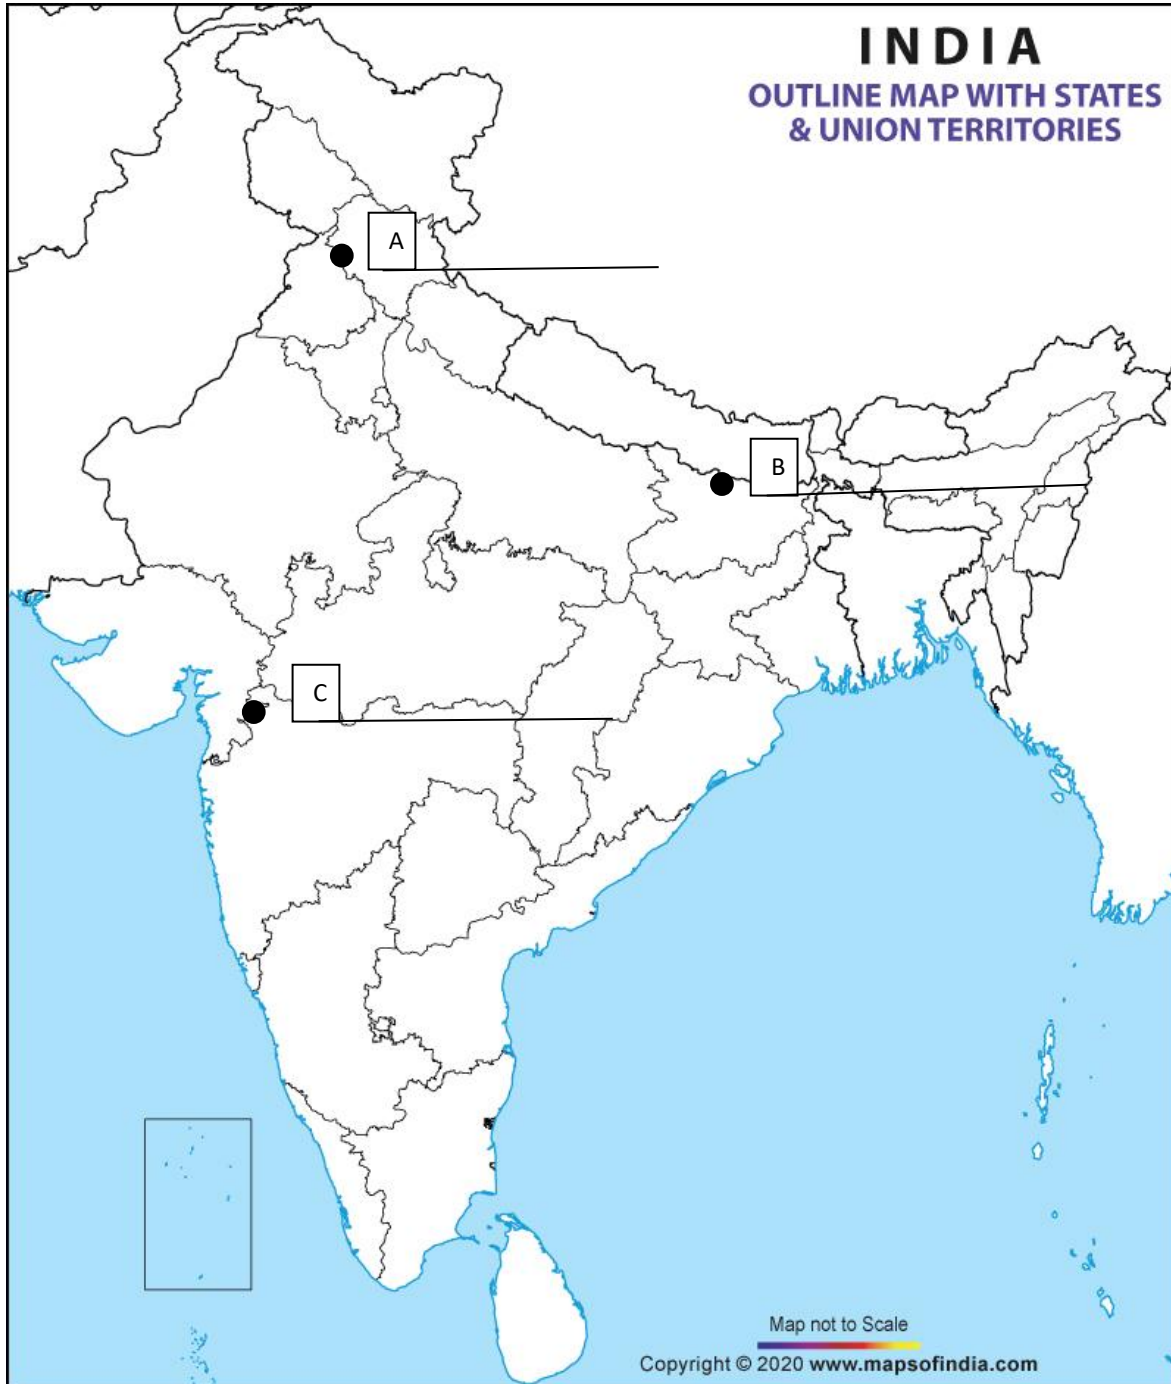 INDIA
OUTLINE MAP WITH STATES
& UNION TERRITORIES
A
B
C
Map not to Scale
Copyright © 2020 www.mapsofindia.com